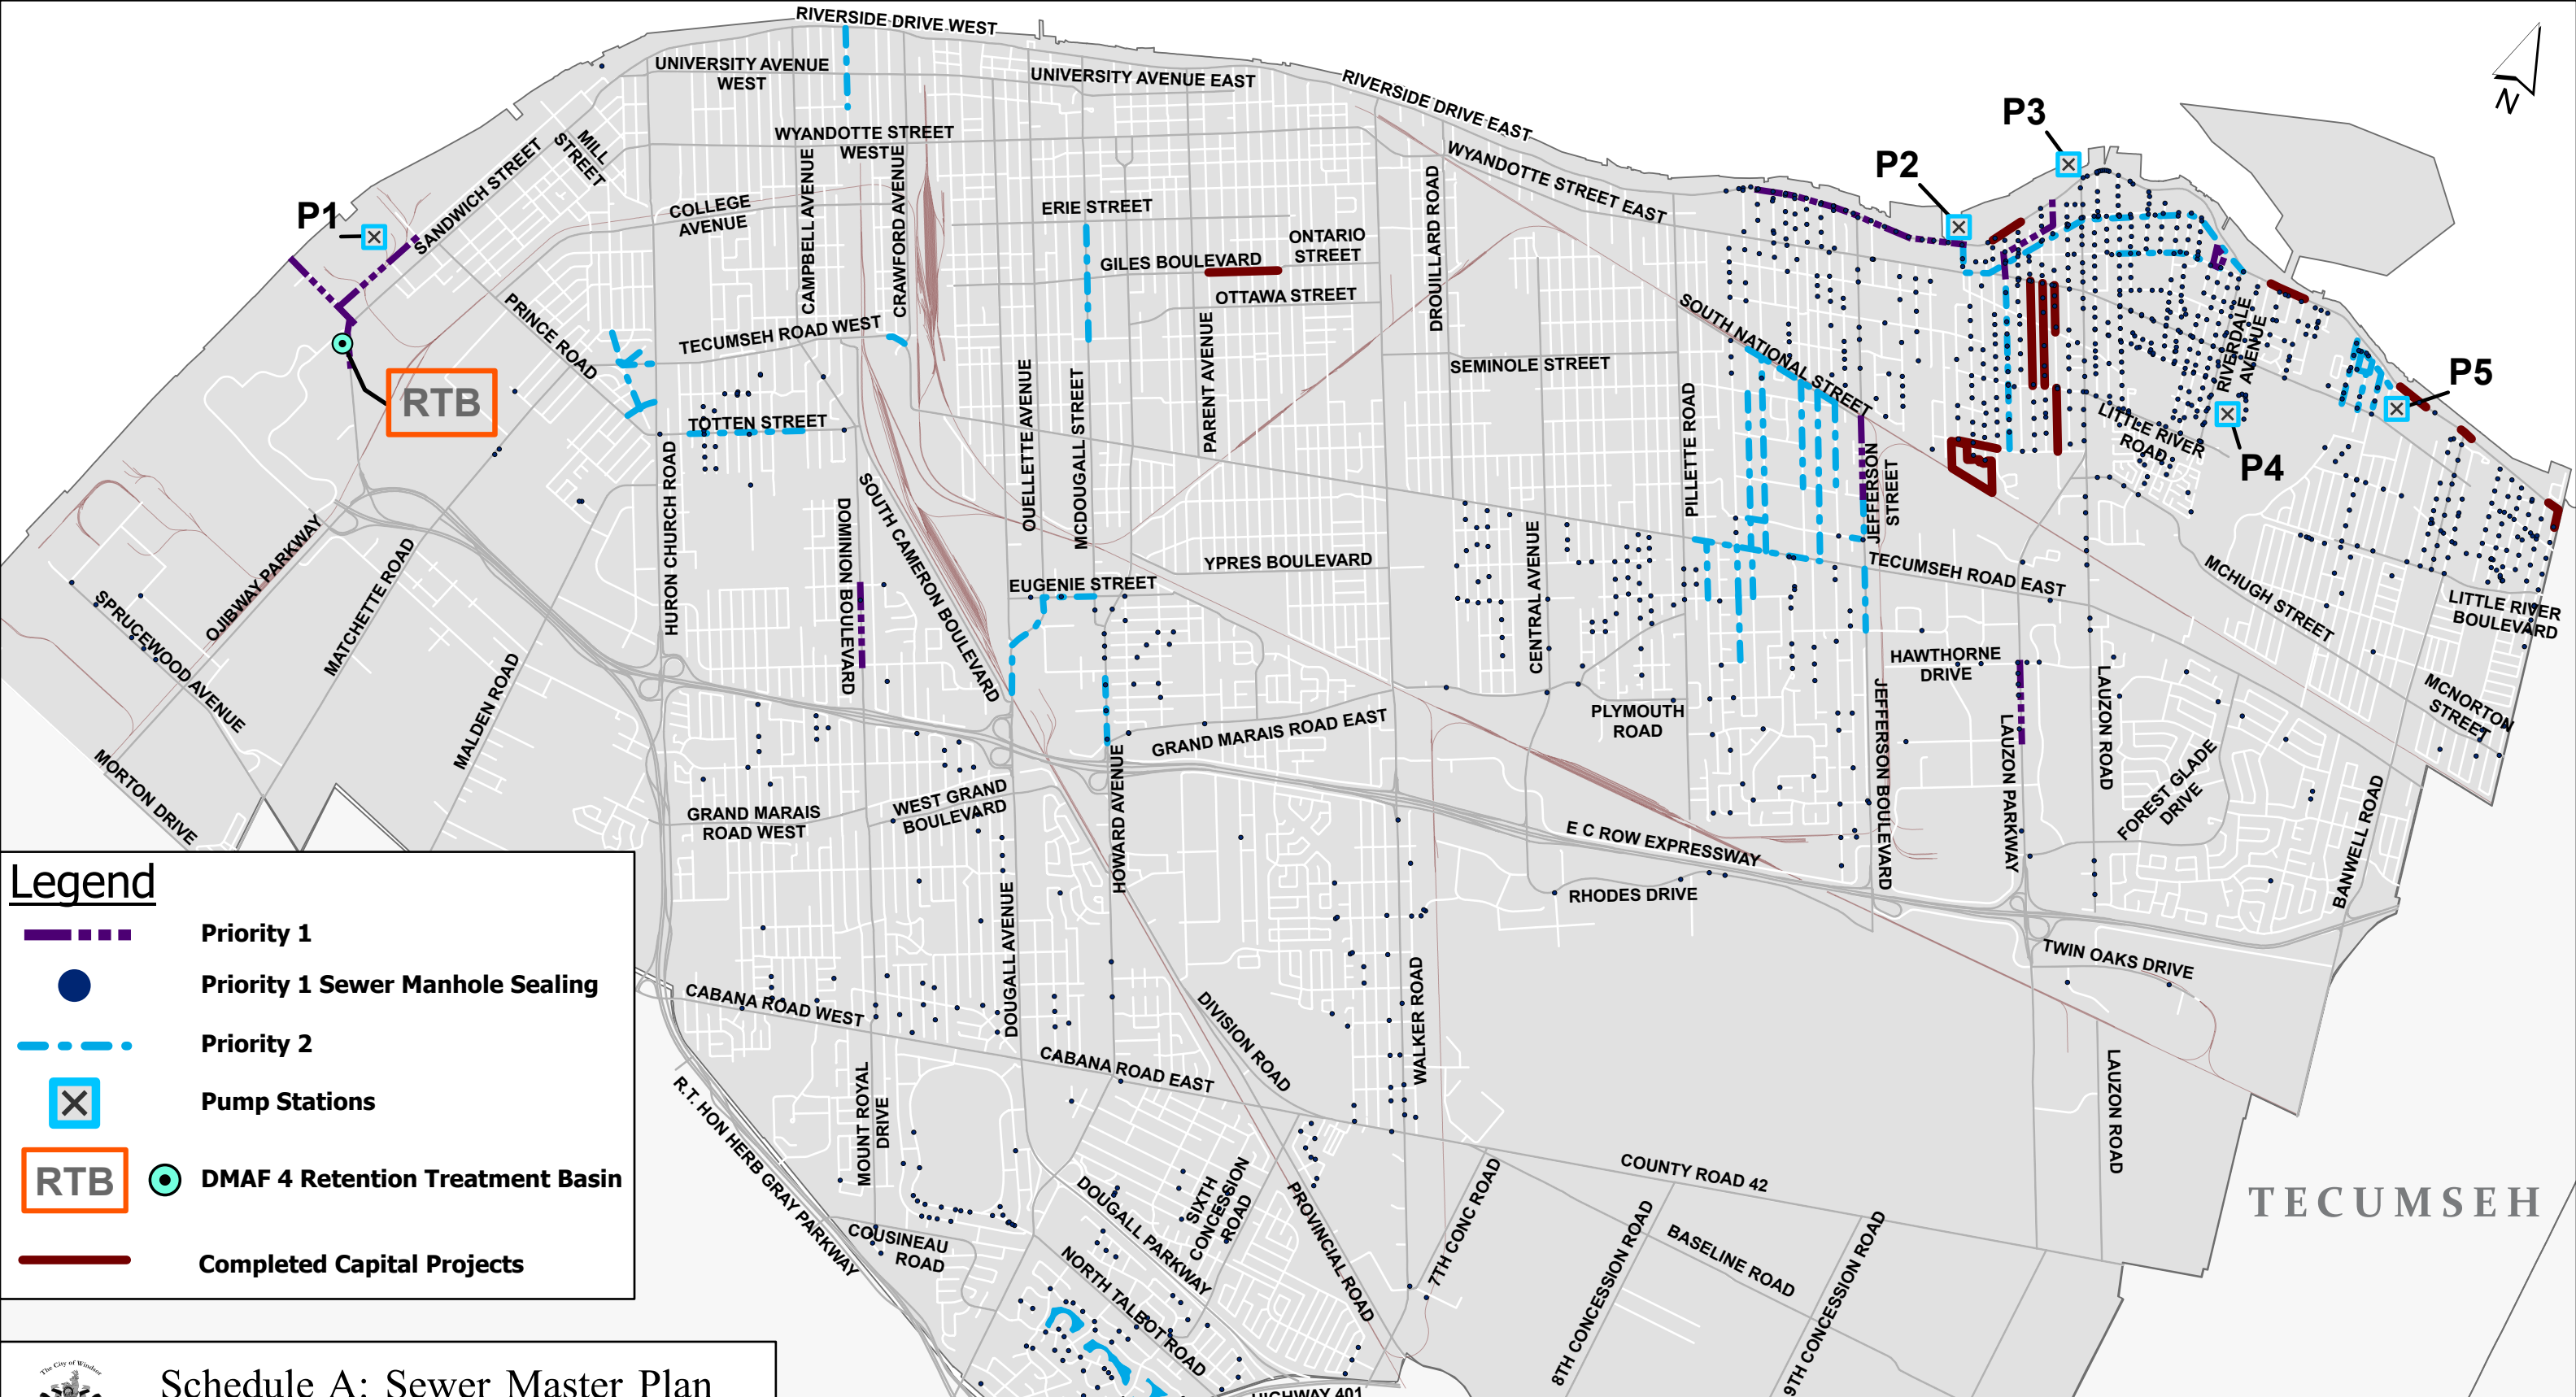 RIVERSIDE DRIVE WEST
UNIVERSITY AVENUE
WEST
UNIVERSITY AVENUE EAST
RIVERSIDE DRIVE EAST
N
P3
P2
P1
MILL
STREET
SANDWICH STREET
WYANDOTTE STREET
WEST
WYANDOTTE STREET EAST
CAMPBELL AVENUE
CRAWFORD AVENUE
COLLEGE
AVENUE
ERIE STREET
ONTARIO
STREET
GILES BOULEVARD
OTTAWA STREET
DROUILLARD ROAD
PRINCE ROAD
TECUMSEH ROAD WEST
PARENT AVENUE
SOUTH NATIONAL STREET
SEMINOLE STREET
RIVERDALE
AVENUE
P5
P4
RTB
TOTTEN STREET
OUELLETTE AVENUE
MCDOUGALL STREET
PILLETTE ROAD
LITTLE RIVER
ROAD
HURON CHURCH ROAD
SOUTH CAMERON BOULEVARD
DOMINION BOULEVARD
JEFFERSON
STREET
CENTRAL AVENUE
OJIBWAY PARKWAY
MATCHETTE ROAD
EUGENIE STREET
YPRES BOULEVARD
TECUMSEH ROAD EAST
MCHUGH STREET
LITTLE RIVER
BOULEVARD
SPRUCEWOOD AVENUE
MALDEN ROAD
HAWTHORNE
DRIVE
LAUZON PARKWAY
LAUZON ROAD
MCNORTON
STREET
PLYMOUTH
ROAD
GRAND MARAIS ROAD EAST
JEFFERSON BOULEVARD
FOREST GLADE
DRIVE
BANWELL ROAD
MORTON DRIVE
GRAND MARAIS
ROAD WEST
WEST GRAND
BOULEVARD
HOWARD AVENUE
E C ROW EXPRESSWAY
RHODES DRIVE
DOUGALL AVENUE
TWIN OAKS DRIVE
CABANA ROAD WEST
DIVISION ROAD
WALKER ROAD
CABANA ROAD EAST
LAUZON ROAD
MOUNT ROYAL
DRIVE
R.T. HON HERB GRAY PARKWAY
COUNTY ROAD 42
SIXTH
CONCESSION
ROAD
DOUGALL PARKWAY
PROVINCIAL ROAD
7TH CONC ROAD
8TH CONCESSION ROAD
BASELINE ROAD
9TH CONCESSION ROAD
COUSINEAU
ROAD
NORTH TALBOT ROAD
HIGHWAY 401
TECUMSEH
Legend
Priority 1
Priority 1 Sewer Manhole Sealing
Priority 2
Pump Stations
RTB
DMAF 4 Retention Treatment Basin
Completed Capital Projects
The City of Windsor
Schedule A: Sewer Master Plan